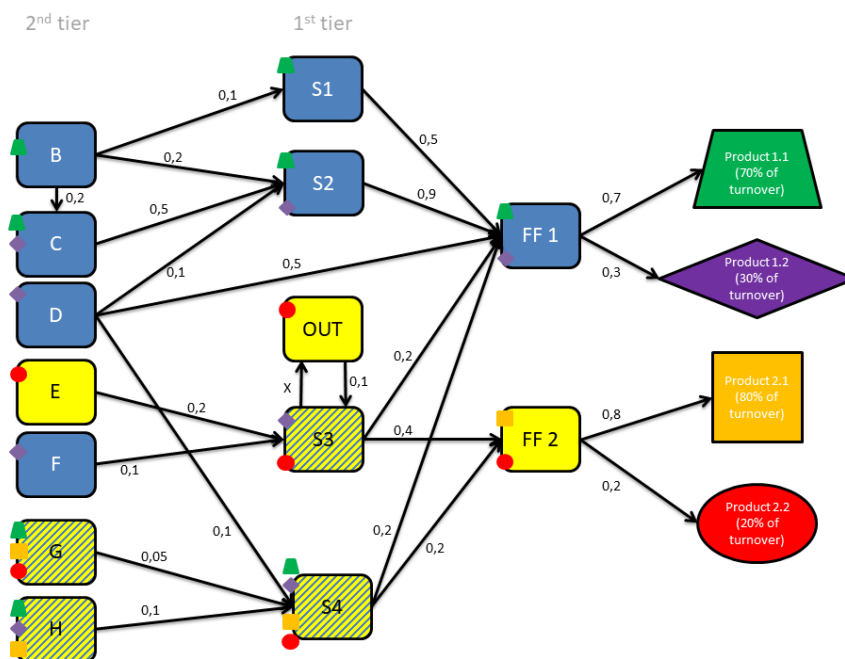 2nd tier
1st tier
S1
0,1
B
0,2
0,2
S2
0,5
0,9
C
0,5
0,1
D
0,5
FF 1
0,7
0,3
Product 1.1
(70% of
turnover)
Product 1.2
(30% of
turnover)
OUT
X
0,1
0,2
E
0,2
S3
0,4
F
0,1
FF 2
0,8
0,2
Product 2.1
(80% of
turnover)
Product 2.2
(20% of
turnover)
0,1
0,2
0,2
G
0,05
H
0,1
S4